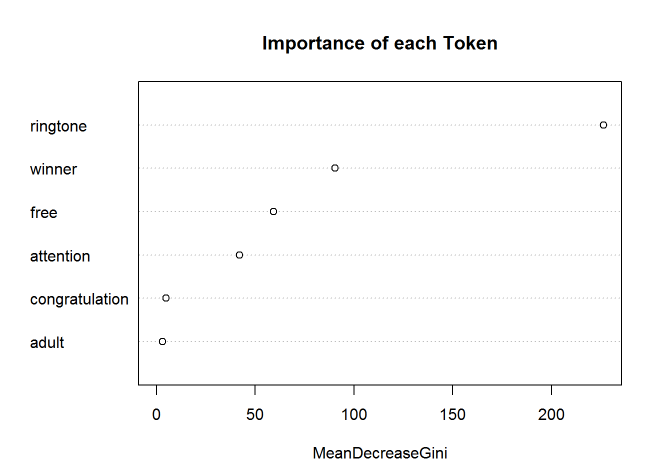 Importance of each Token
ringtone
winner
free
attention
congratulation
adult
0 50 100 150 200
MeanDecreaseGini